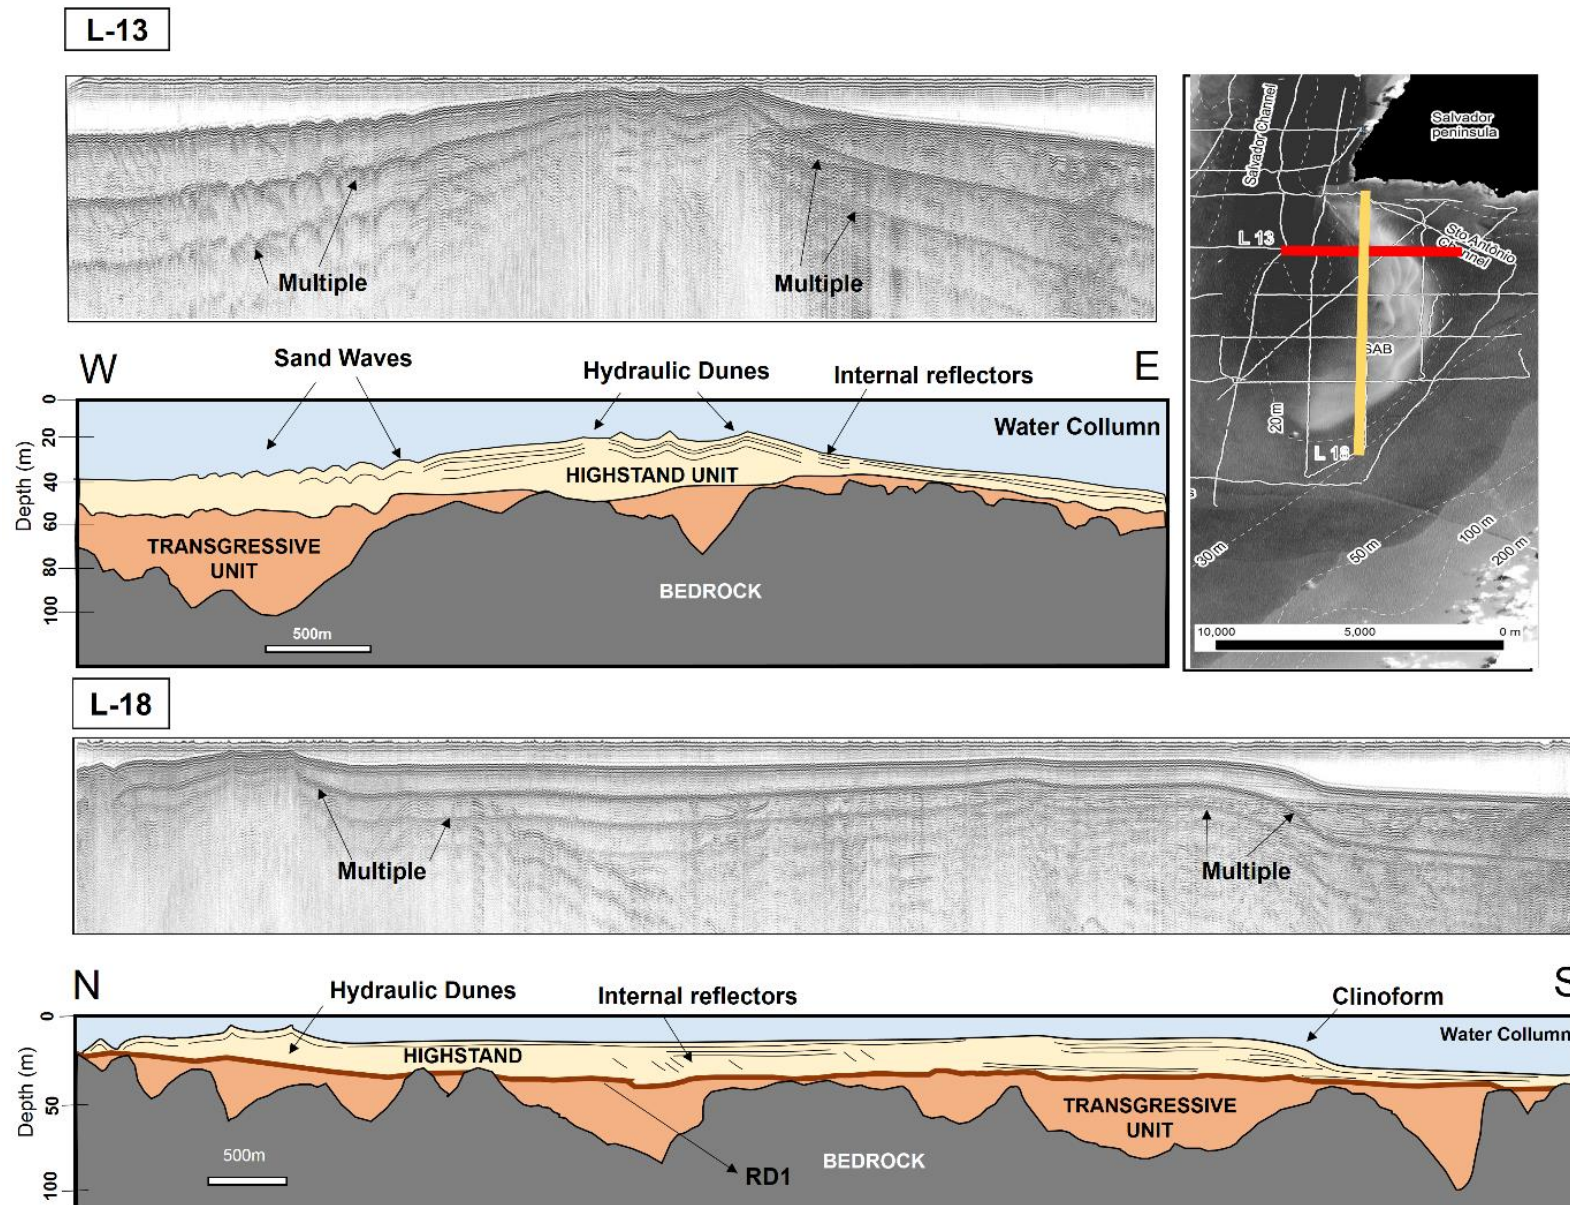 L-13
Multiple
Multiple
Salvador
peninsula
Salvador Channel
L 13
Sto Antônio
Channel
SAB
20 m
L 18
s
30 m
50 m
100 m
200 m
10,000
5,000
0 m
W
E
Sand Waves
Hydraulic Dunes
Internal reflectors
Water Collumn
HIGHSTAND UNIT
TRANSGRESSIVE
UNIT
BEDROCK
500m
Depth (m)
0
20
40
60
80
100
L-18
Multiple
Multiple
N
S
Hydraulic Dunes
Internal reflectors
Clinoform
Water Collumn
HIGHSTAND
TRANSGRESSIVE
UNIT
BEDROCK
RD1
500m
Depth (m)
0
50
100